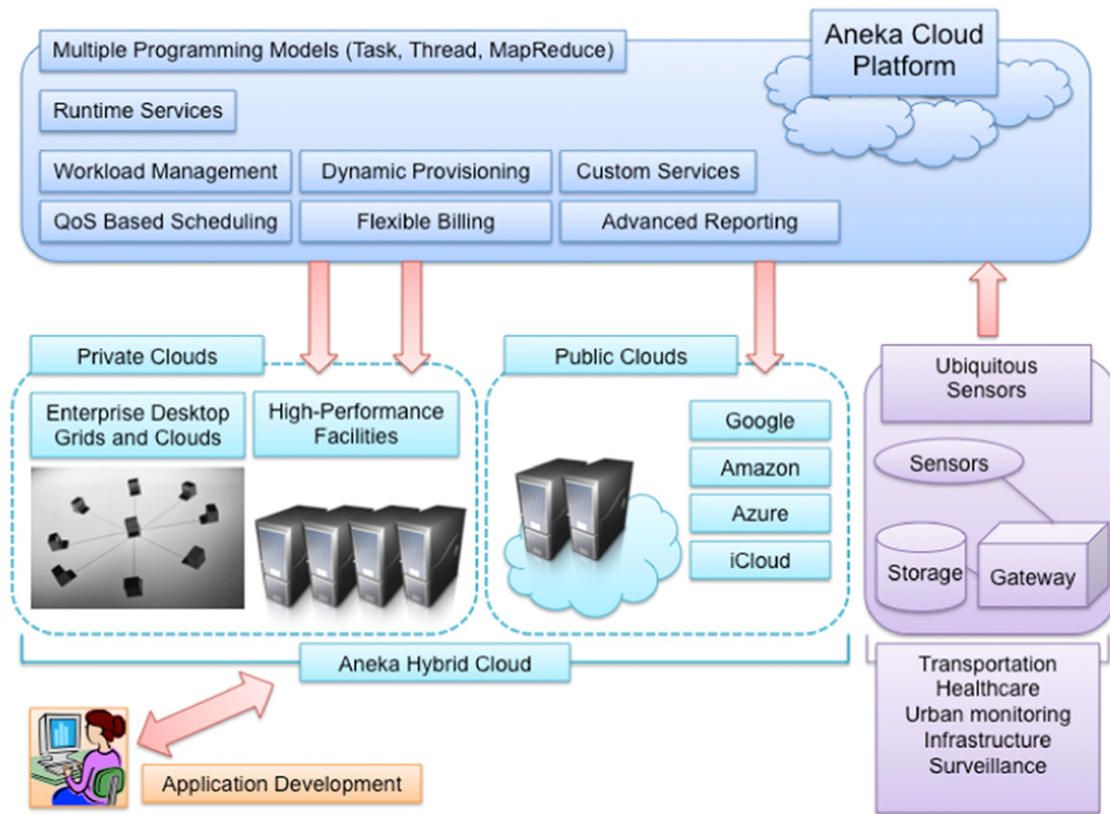 Multiple Programming Models (Task, Thread, MapReduce)
Aneka Cloud
Platform
Runtime Services
Workload Management
Dynamic Provisioning
Custom Services
QoS Based Scheduling
Flexible Billing
Advanced Reporting
Private Clouds
Enterprise Desktop
Grids and Clouds
High-Performance
Facilities
Public Clouds
Google
Amazon
Azure
iCloud
Ubiquitous
Sensors
Sensors
Storage
Gateway
Aneka Hybrid Cloud
Transportation
Healthcare
Urban monitoring
Infrastructure
Surveillance
Application Development